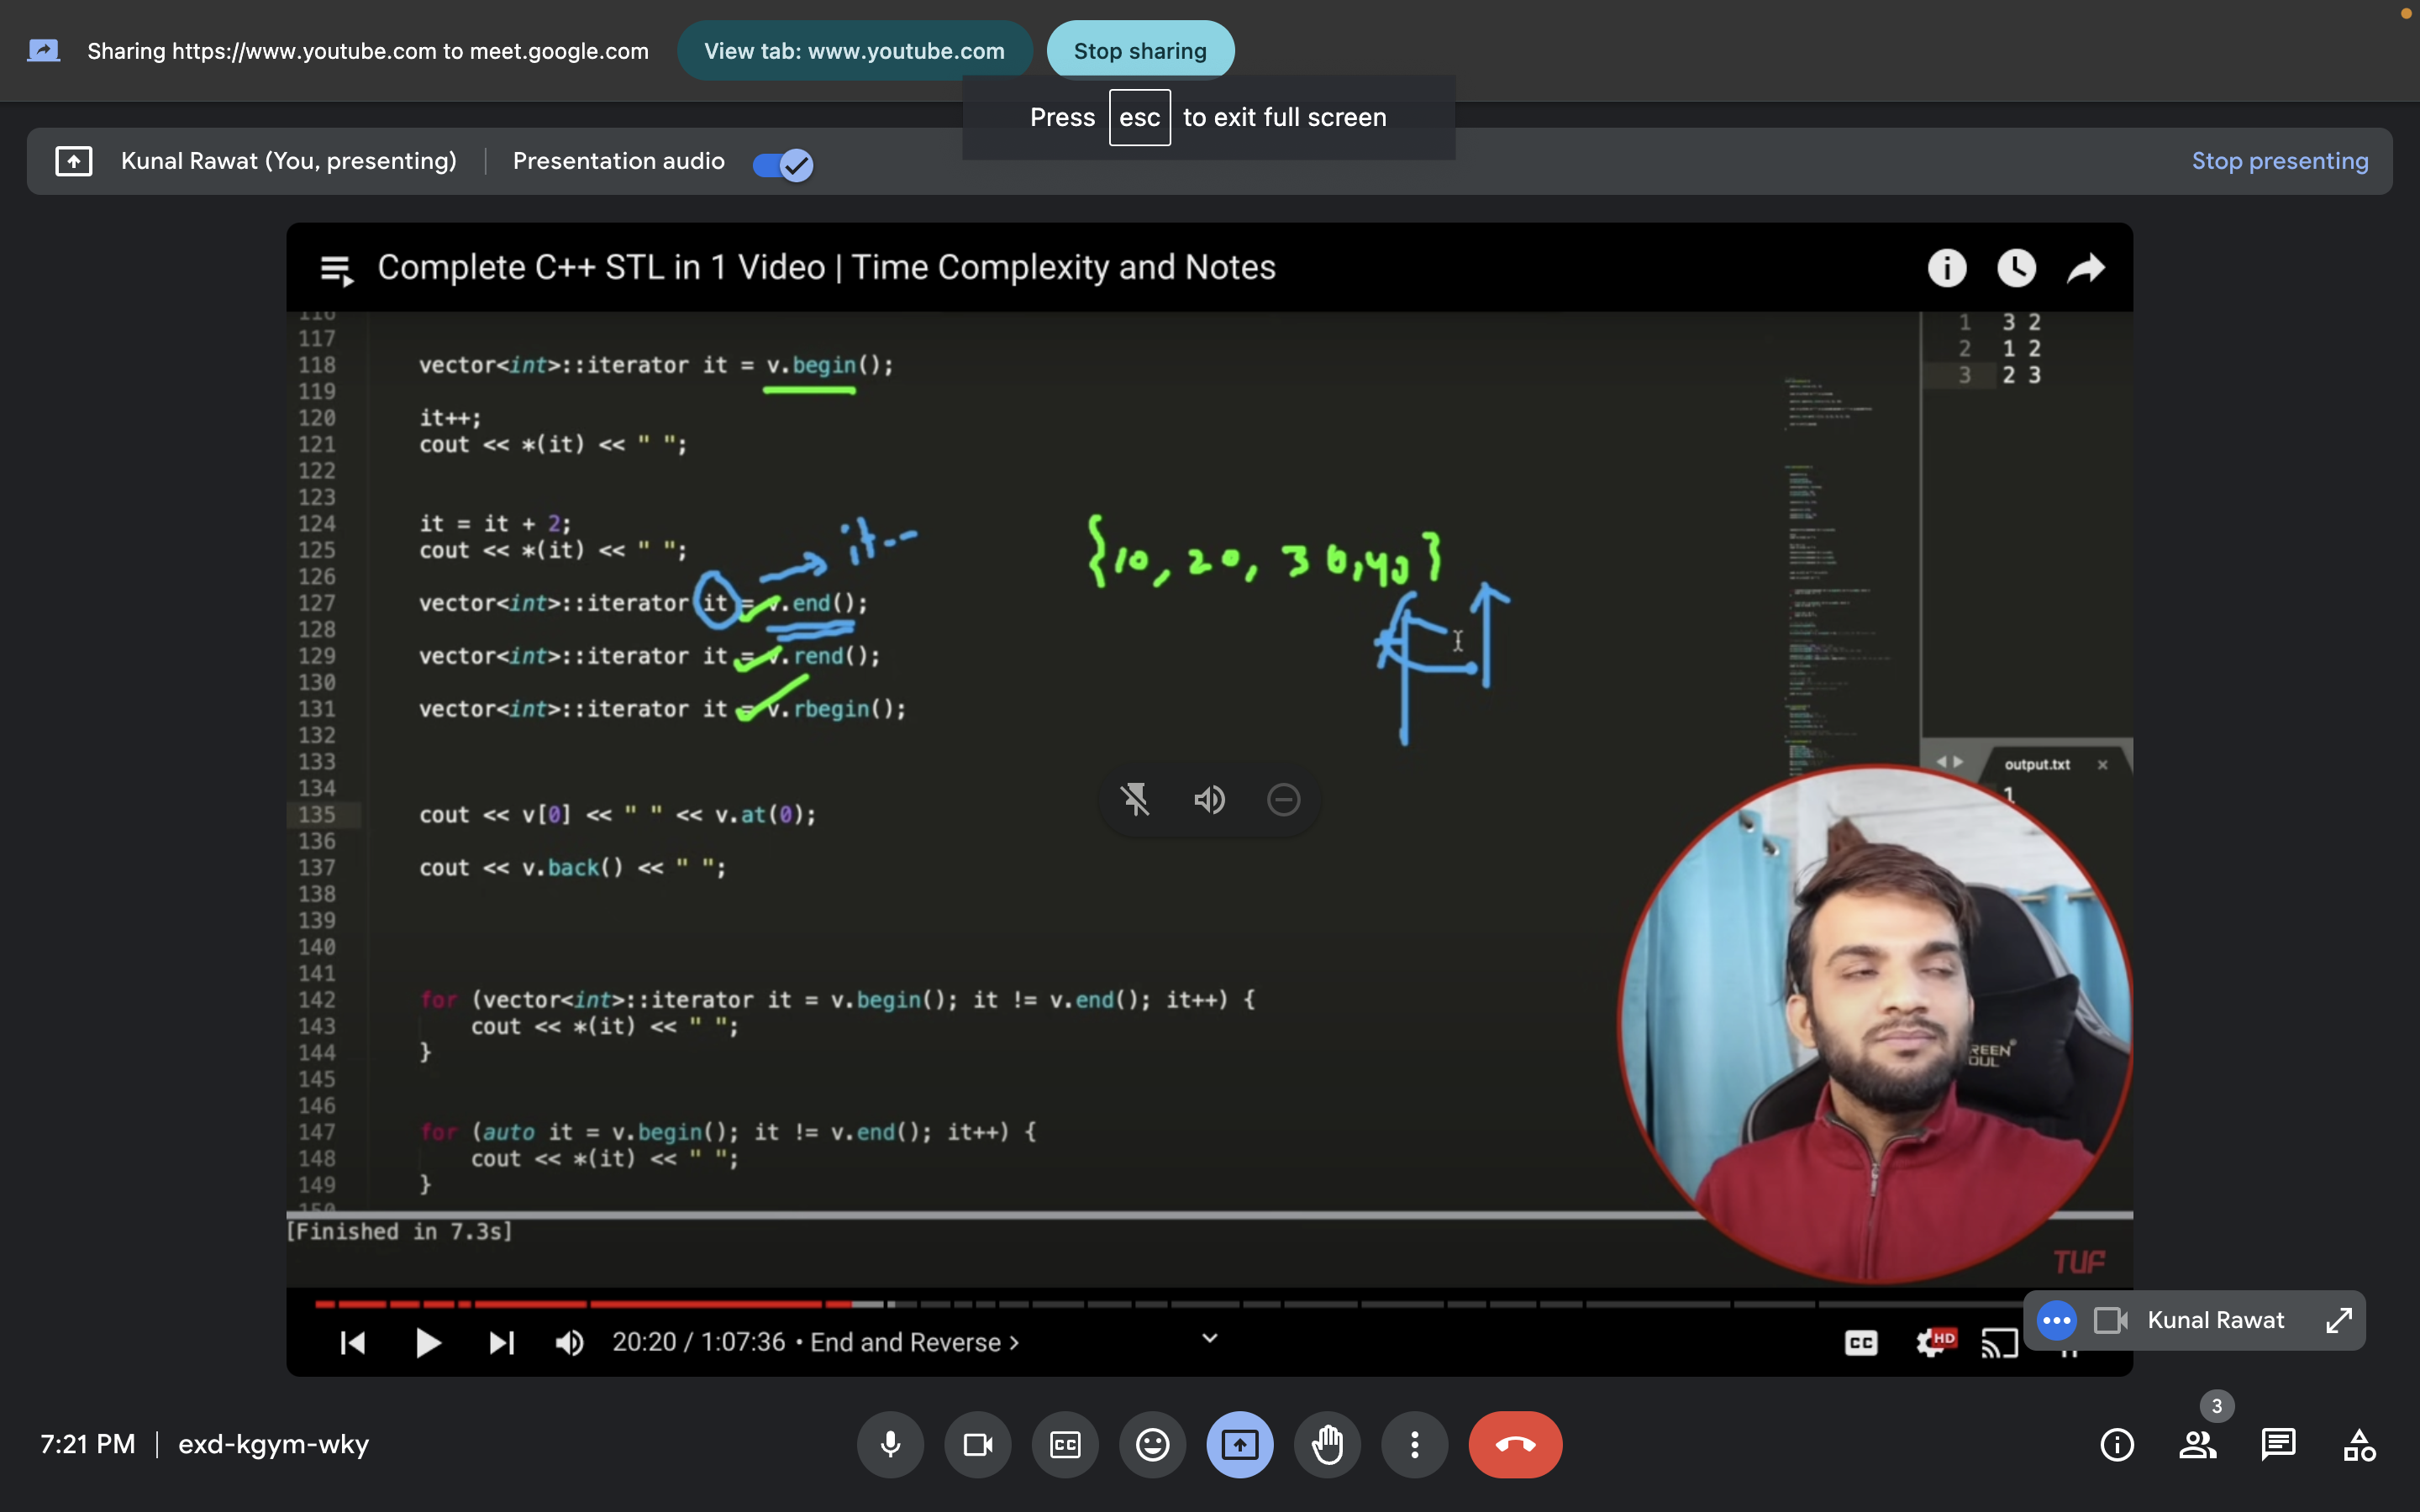 Sharing https://www.youtube.com to meet.google.com View tab: www.youtube.com Stop sharing
Press esc to exit full screen
Kunal Rawat (You, presenting) Presentation audio Stop presenting
Complete C++ STL in 1 Video | Time Complexity and Notes
116
117
118 vector<int>::iterator it = v.begin();
119
120 it++;
121 cout << *(it) << " ";
122
123
124 it = it + 2;
125 cout << *(it) << " ";
126
127 vector<int>::iterator it = v.end();
128
129 vector<int>::iterator it = v.rend();
130
131 vector<int>::iterator it = v.rbegin();
132
133
134
135 cout << v[0] << " " << v.at(0);
136
137 cout << v.back() << " ";
138
139
140
141
142 for (vector<int>::iterator it = v.begin(); it != v.end(); it++) {
143 cout << *(it) << " ";
144 }
145
146
147 for (auto it = v.begin(); it != v.end(); it++) {
148 cout << *(it) << " ";
149 }
150
it--
{10, 20, 30,40}
1 3 2
2 1 2
3 2 3
output.txt ×
1
[Finished in 7.3s]
TUF
20:20 / 1:07:36 • End and Reverse ›
CC HD
Kunal Rawat
3
7:21 PM | exd-kgym-wky
CC